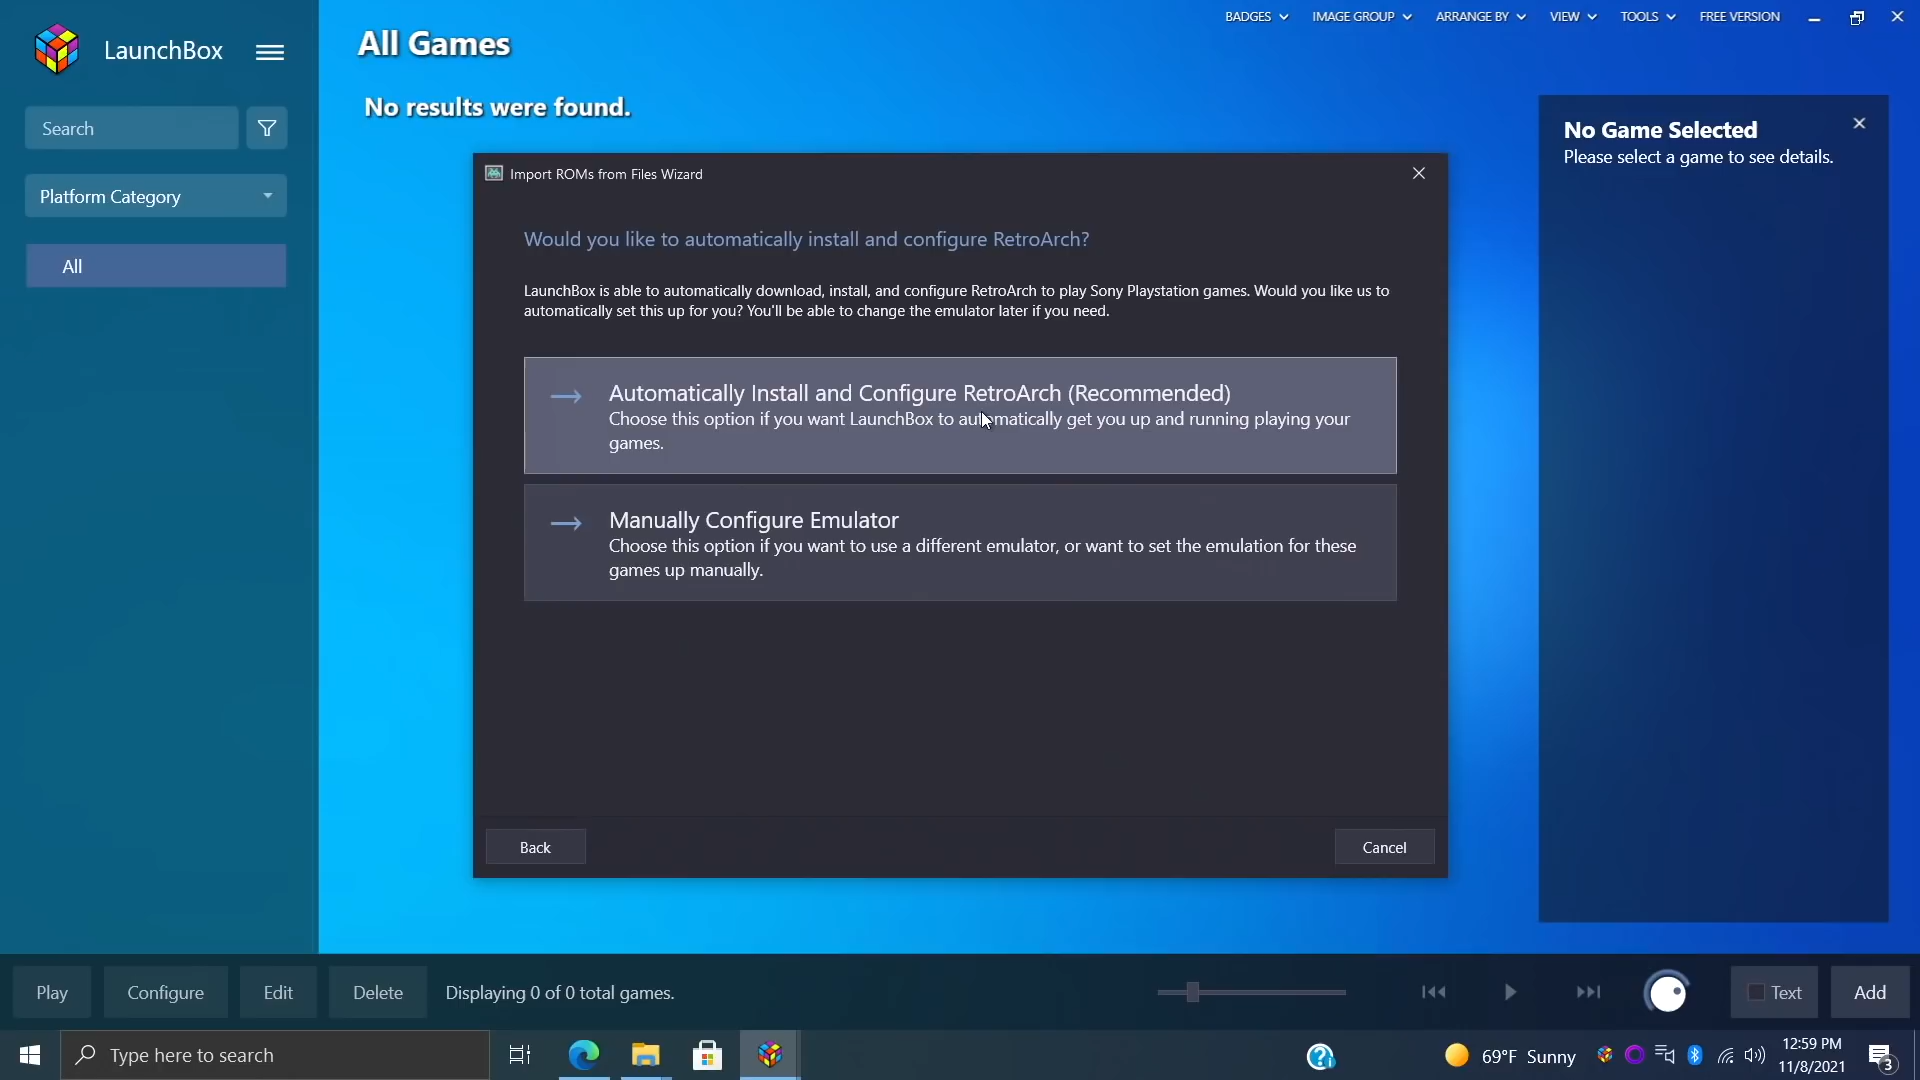 LaunchBox
BADGES
IMAGE GROUP
ARRANGE BY
VIEW
TOOLS
FREE VERSION
All Games
Search
No results were found.
No Game Selected
Please select a game to see details.
Platform Category
All
Import ROMs from Files Wizard
Would you like to automatically install and configure RetroArch?
LaunchBox is able to automatically download, install, and configure RetroArch to play Sony Playstation games. Would you like us to
automatically set this up for you? You'll be able to change the emulator later if you need.
Automatically Install and Configure RetroArch (Recommended)
Choose this option if you want LaunchBox to automatically get you up and running playing your
games.
Manually Configure Emulator
Choose this option if you want to use a different emulator, or want to set the emulation for these
games up manually.
Back
Cancel
Play
Configure
Edit
Delete
Displaying 0 of 0 total games.
Text
Add
Type here to search
69°F Sunny
12:59 PM
11/8/2021
3